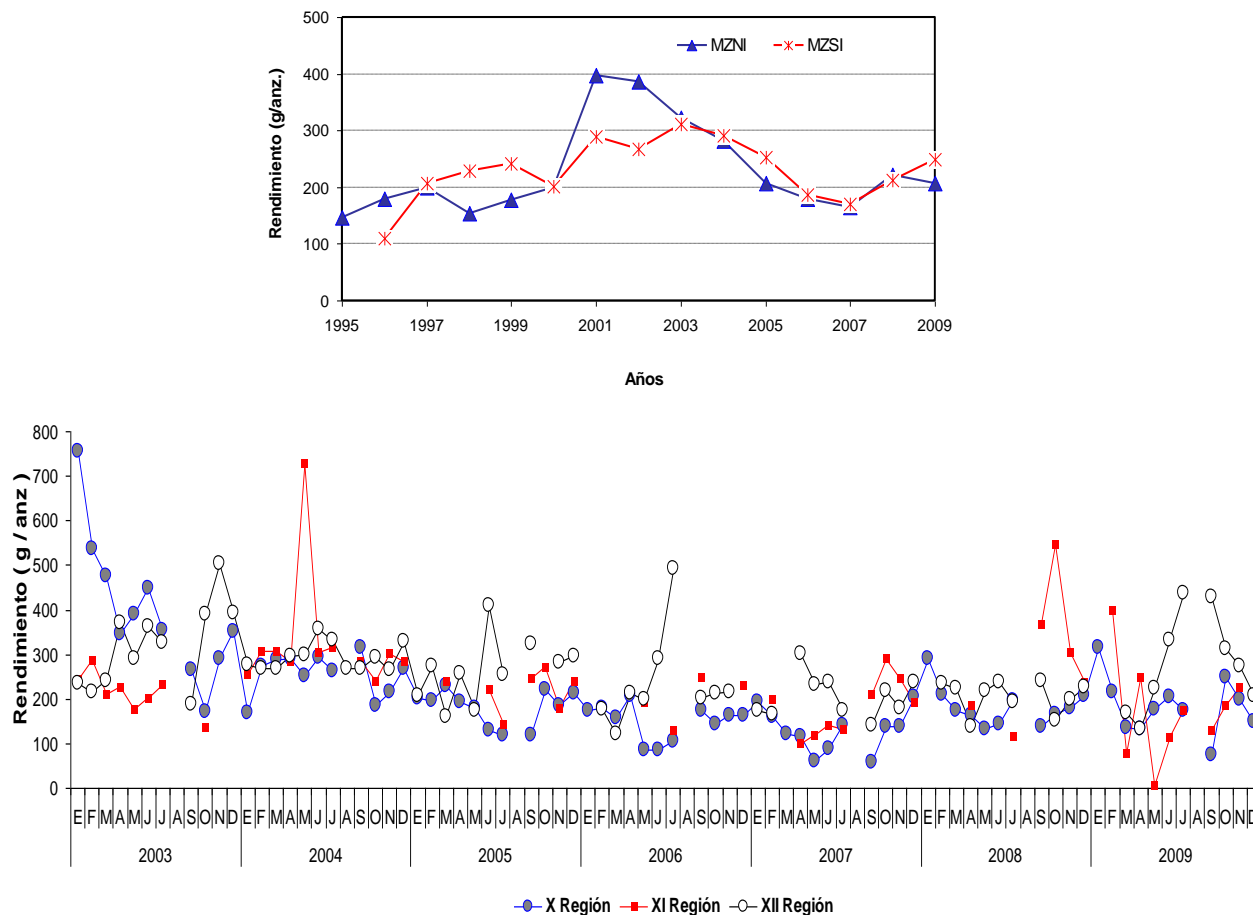 Rendimiento (g/anz.)
500
400
300
200
100
0
MZNI
MZSI
1995 1997 1999 2001 2003 2005 2007 2009
Años
Rendimiento ( g / anz )
800
700
600
500
400
300
200
100
0
E F M A M J J A S O N D E F M A M J J A S O N D E F M A M J J A S O N D E F M A M J J A S O N D E F M A M J J A S O N D E F M A M J J A S O N D E F M A M J J A S O N D
2003 2004 2005 2006 2007 2008 2009
X Región XI Región XII Región